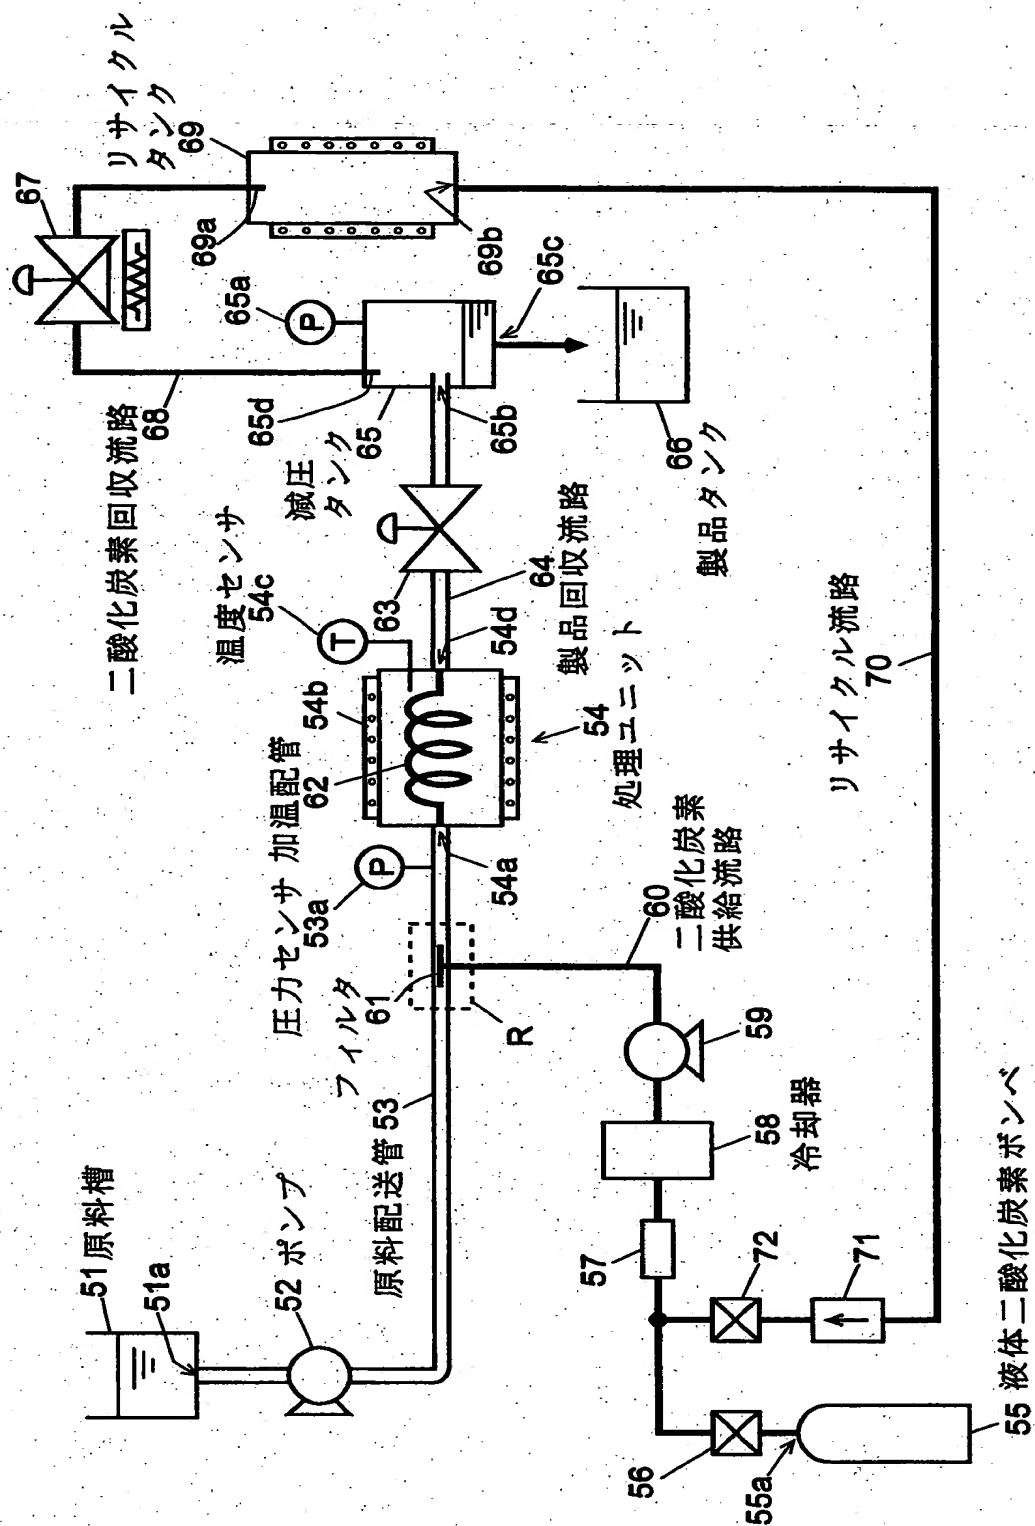 51 原料槽
51a
52 ポンプ
原料配送管 53
フィルタ
61
R
圧力センサ
53a
P
加温配管
62
54a
54b
温度センサ
54c
T
54d
54
処理ユニット
63
64
製品回収流路
減圧
タンク
65
65a
P
65b
65c
65d
66
製品タンク
二酸化炭素回収流路
68
67
リサイクル
タンク
69
69a
69b
リサイクル流路
70
60
二酸化炭素
供給流路
59
58
冷却器
57
72
71
56
55a
55 液体二酸化炭素ボンベ